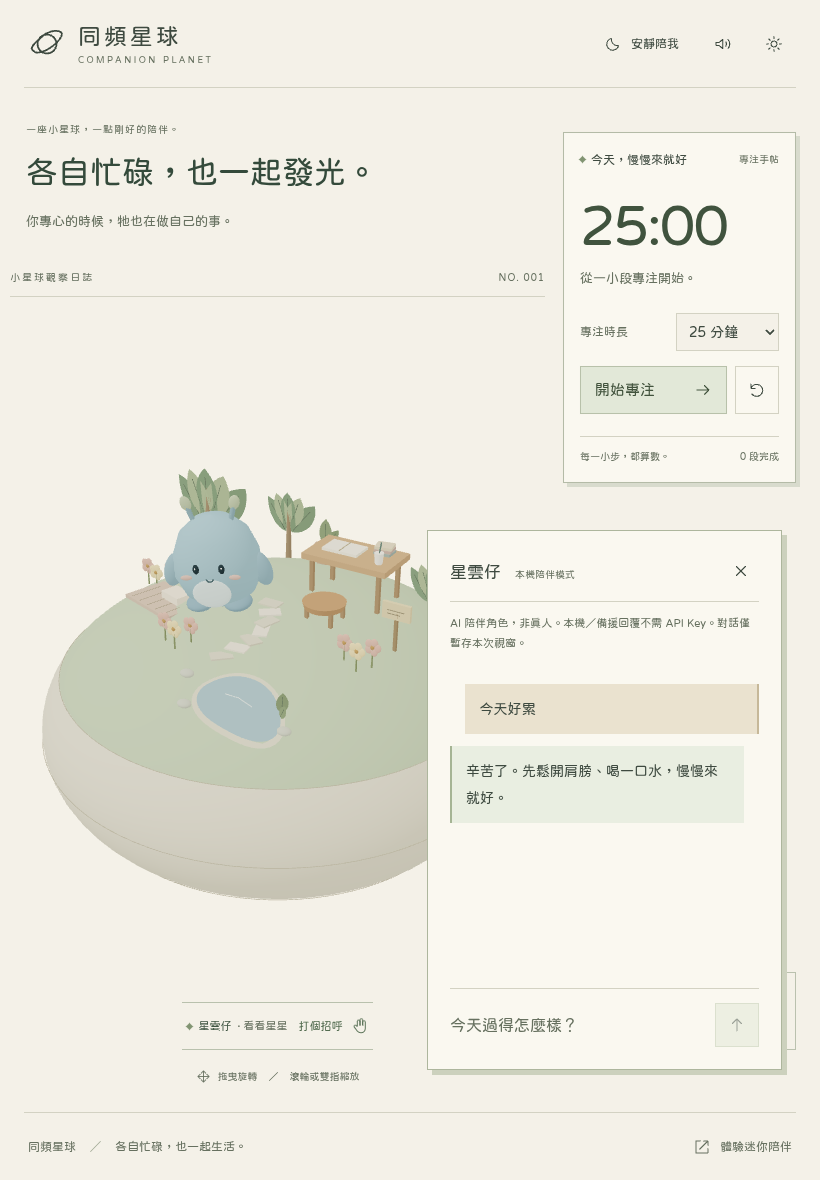 同頻星球
COMPANION PLANET
安靜陪我
一座小星球，一點剛好的陪伴。
各自忙碌，也一起發光。
你專心的時候，牠也在做自己的事。
小星球觀察日誌
NO. 001
今天，慢慢來就好
專注手帖
25:00
從一小段專注開始。
專注時長
25 分鐘
開始專注
每一小步，都算數。
0 段完成
星雲仔
本機陪伴模式
AI 陪伴角色，非真人。本機／備援回覆不需 API Key。對話僅
暫存本次視窗。
今天好累
辛苦了。先鬆開肩膀、喝一口水，慢慢來
就好。
今天過得怎麼樣？
星雲仔 · 看看星星 打個招呼
拖曳旋轉 ／ 滾輪或雙指縮放
同頻星球 ／ 各自忙碌，也一起生活。
體驗迷你陪伴